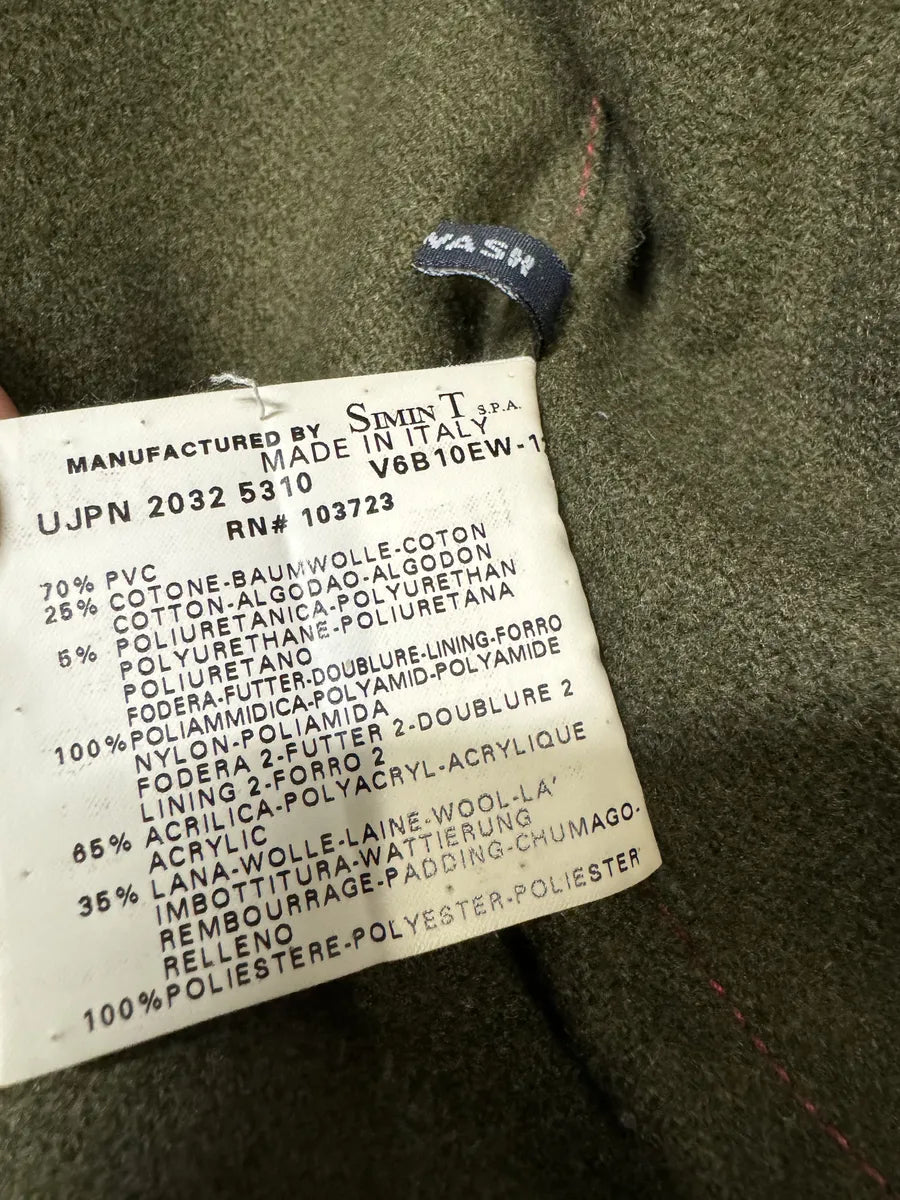 WASH
MANUFACTURED BY SIMINT S.P.A.
MADE IN ITALY
UJPN 2032 5310 V6B10EW-1
RN# 103723
70% PVC
25% COTONE-BAUMWOLLE-COTON
COTTON-ALGODAO-ALGODON
5% POLIURETANICA-POLYURETHAN
POLYURETHANE-POLIURETANA
POLIURETANO
FODERA-FUTTER-DOUBLURE-LINING-FORRO
100%POLIAMMIDICA-POLYAMID-POLYAMIDE
NYLON-POLIAMIDA
FODERA 2-FUTTER 2-DOUBLURE 2
LINING 2-FORRO 2
65% ACRILICA-POLYACRYL-ACRYLIQUE
ACRYLIC
35% LANA-WOLLE-LAINE-WOOL-LA'
IMBOTTITURA-WATTIERUNG
REMBOURRAGE-PADDING-CHUMAGO-
RELLENO
100%POLIESTERE-POLYESTER-POLIESTER